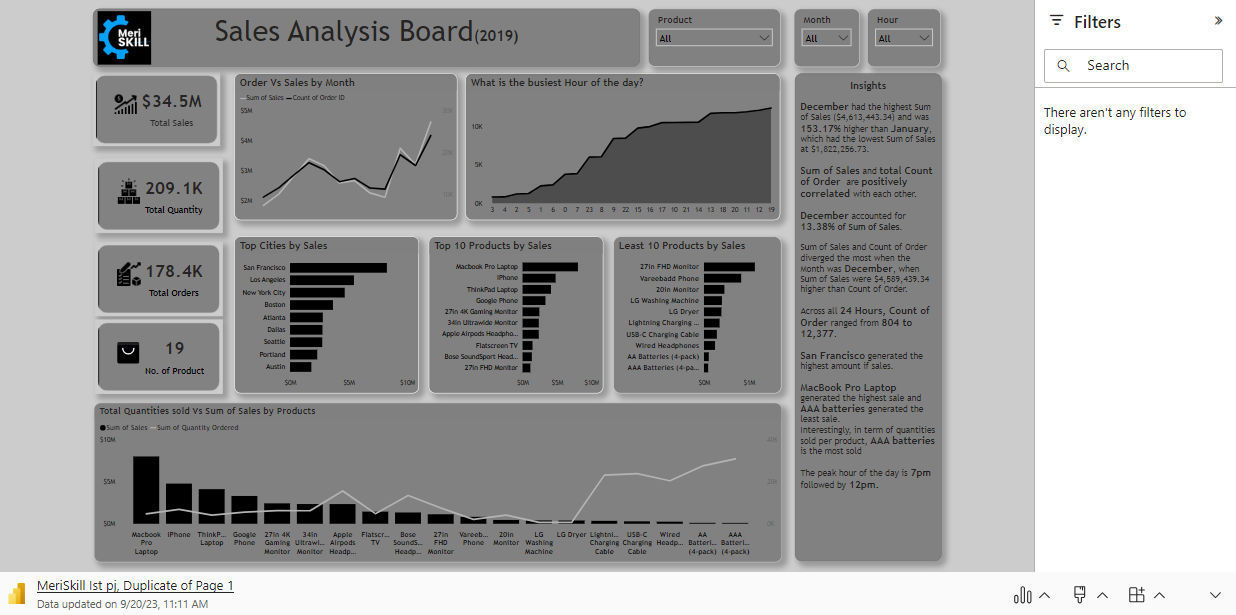 Meri
SKILL
Sales Analysis Board(2019)
Product
All
Month
All
Hour
All
Filters
Search
There aren't any filters to
display.
$34.5M
Total Sales
209.1K
Total Quantity
178.4K
Total Orders
19
No. of Product
Order Vs Sales by Month
Sum of Sales Count of Order ID
$5M
$4M
$3M
$2M
What is the busiest Hour of the day?
10K
5K
0K
3 4 2 5 1 6 0 7 23 8 9 22 15 16 17 10 21 14 13 18 20 11 12 19
Top Cities by Sales
San Francisco
Los Angeles
New York City
Boston
Atlanta
Dallas
Seattle
Portland
Austin
$0M $5M $10M
Top 10 Products by Sales
Macbook Pro Laptop
iPhone
ThinkPad Laptop
Google Phone
27in 4K Gaming Monitor
34in Ultrawide Monitor
Apple Airpods Headpho...
Flatscreen TV
Bose SoundSport Head...
27in FHD Monitor
$0M $5M $10M
Least 10 Products by Sales
27in FHD Monitor
Vareebadd Phone
20in Monitor
LG Washing Machine
LG Dryer
Lightning Charging ...
USB-C Charging Cable
Wired Headphones
AA Batteries (4-pack)
AAA Batteries (4-pa...
$0M $1M
Total Quantities sold Vs Sum of Sales by Products
Sum of Sales Sum of Quantity Ordered
$10M
$5M
$0M
40K
20K
0K
Macbook Pro Laptop
iPhone
ThinkP... Laptop
Google Phone
27in 4K Gaming Monitor
34in Ultrawi... Monitor
Apple Airpods Headp...
Flatscr... TV
Bose SoundS... Headp...
27in FHD Monitor
Vareeb... Phone
20in Monitor
LG Washing Machine
LG Dryer
Lightni... Charging Cable
USB-C Charging Cable
Wired Headp...
AA Batteri... (4-pack)
AAA Batteri... (4-pack)
Insights
December had the highest Sum
of Sales ($4,613,443.34) and was
153.17% higher than January,
which had the lowest Sum of Sales
at $1,822,256.73.
Sum of Sales and total Count
of Order are positively
correlated with each other.
December accounted for
13.38% of Sum of Sales.
Sum of Sales and Count of Order
diverged the most when the
Month was December, when
Sum of Sales were $4,589,439.34
higher than Count of Order.
Across all 24 Hours, Count of
Order ranged from 804 to
12,377.
San Francisco generated the
highest amount if sales.
MacBook Pro Laptop
generated the highest sale and
AAA batteries generated the
least sale.
Interestingly, in term of quantities
sold per product, AAA batteries
is the most sold
The peak hour of the day is 7pm
followed by 12pm.
MeriSkill Ist pj, Duplicate of Page 1
Data updated on 9/20/23, 11:11 AM